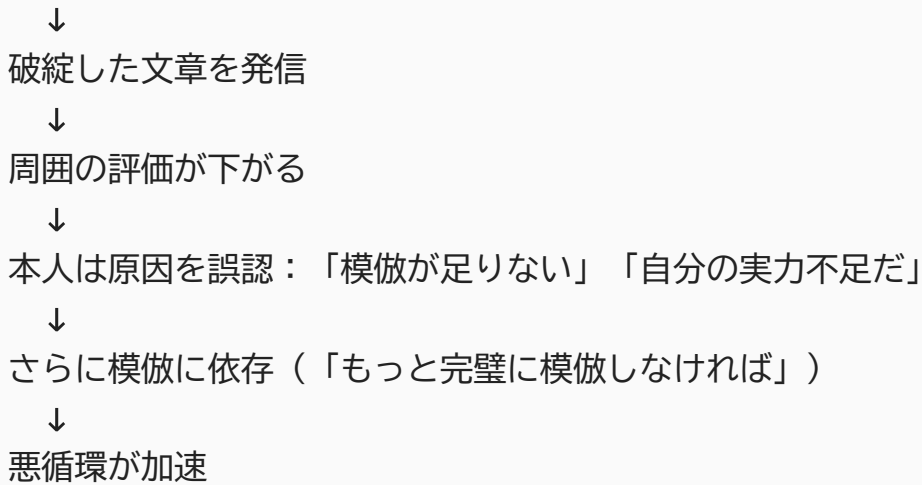 ↓
破綻した文章を発信
↓
周囲の評価が下がる
↓
本人は原因を誤認：「模倣が足りない」「自分の実力不足だ」
↓
さらに模倣に依存（「もっと完璧に模倣しなければ」）
↓
悪循環が加速